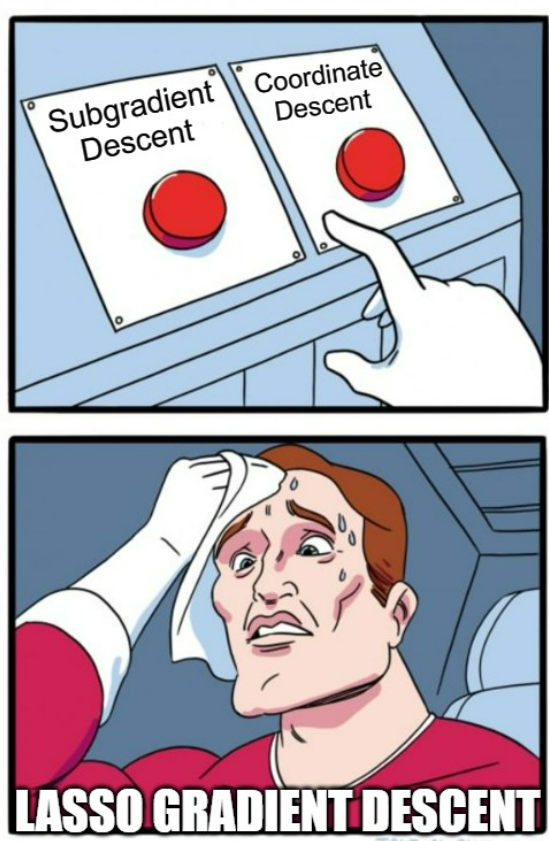 Subgradient
Descent
Coordinate
Descent
LASSO GRADIENT DESCENT